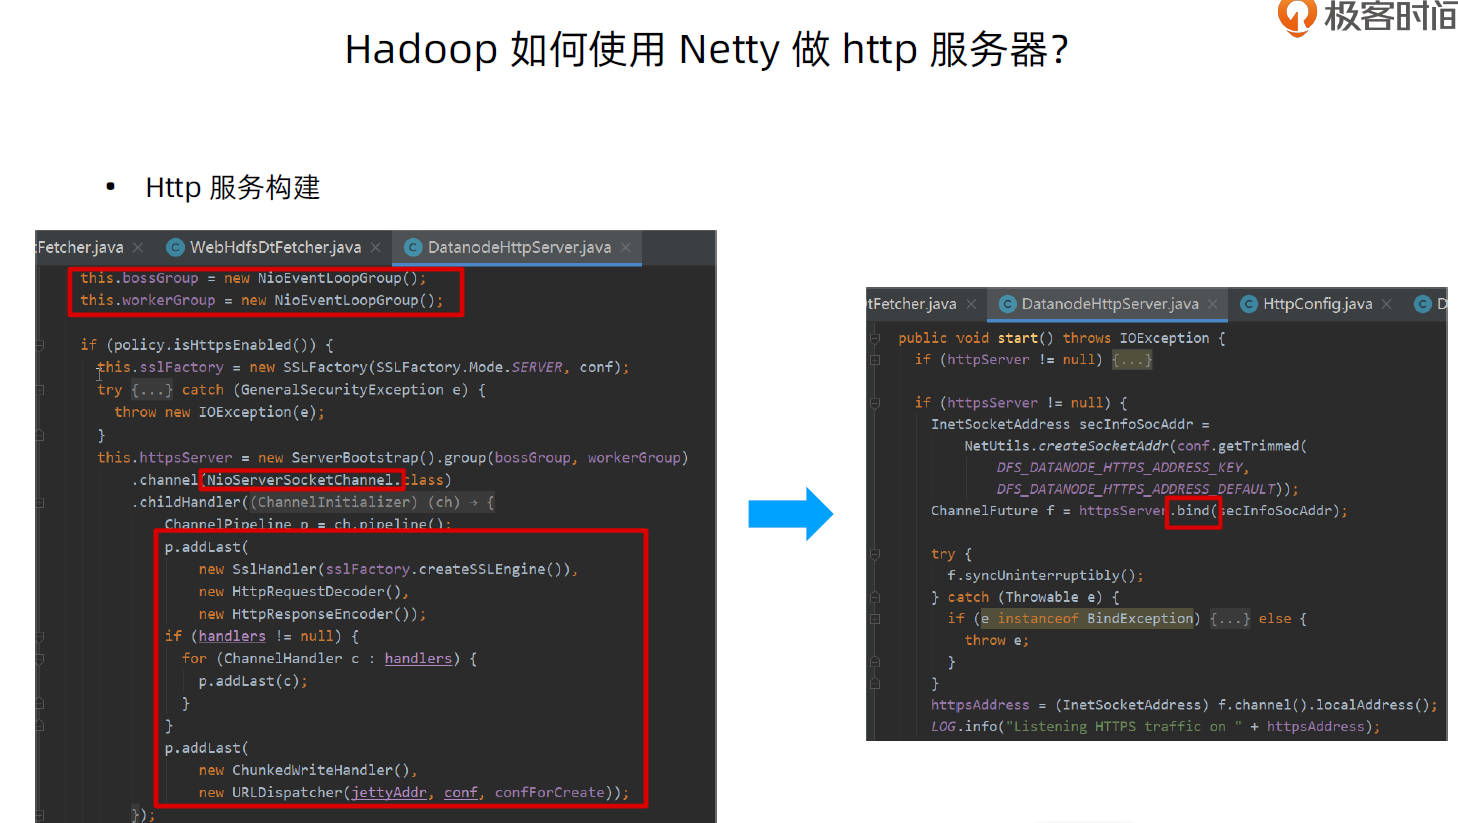 极客时间
Hadoop 如何使用 Netty 做 http 服务器？
• Http 服务构建
:Fetcher.java WebHdfsDtFetcher.java DatanodeHttpServer.java
this.bossGroup = new NioEventLoopGroup();
this.workerGroup = new NioEventLoopGroup();
if (policy.isHttpsEnabled()) {
this.sslFactory = new SSLFactory(SSLFactory.Mode.SERVER, conf);
try {...} catch (GeneralSecurityException e) {
throw new IOException(e);
}
this.httpsServer = new ServerBootstrap().group(bossGroup, workerGroup)
.channel(NioServerSocketChannel.class)
.childHandler((ChannelInitializer) (ch) → {
ChannelPipeline p = ch.pipeline();
p.addLast(
new SslHandler(sslFactory.createSSLEngine()),
new HttpRequestDecoder(),
new HttpResponseEncoder());
if (handlers != null) {
for (ChannelHandler c : handlers) {
p.addLast(c);
}
}
p.addLast(
new ChunkedWriteHandler(),
new URLDispatcher(jettyAddr, conf, confForCreate));
});
tFetcher.java DatanodeHttpServer.java HttpConfig.java D
public void start() throws IOException {
if (httpServer != null) {...}
if (httpsServer != null) {
InetSocketAddress secInfoSocAddr =
NetUtils.createSocketAddr(conf.getTrimmed(
DFS_DATANODE_HTTPS_ADDRESS_KEY,
DFS_DATANODE_HTTPS_ADDRESS_DEFAULT));
ChannelFuture f = httpsServer.bind(secInfoSocAddr);
try {
f.syncUninterruptibly();
} catch (Throwable e) {
if (e instanceof BindException) {...} else {
throw e;
}
}
httpsAddress = (InetSocketAddress) f.channel().localAddress();
LOG.info("Listening HTTPS traffic on " + httpsAddress);